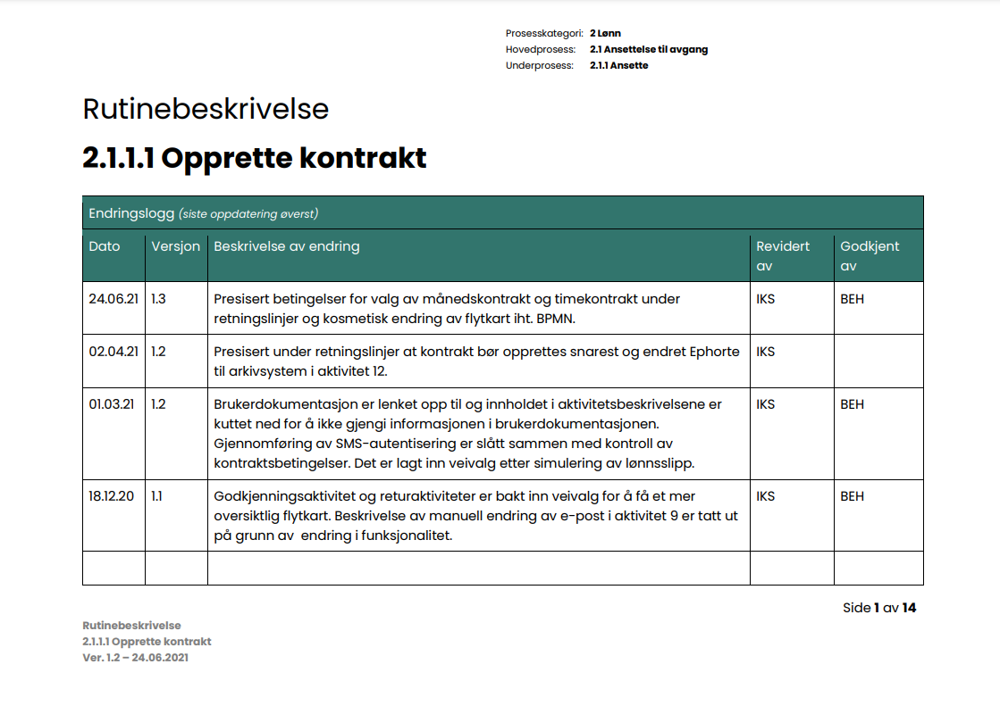 Prosesskategori: 2 Lønn
Hovedprosess: 2.1 Ansettelse til avgang
Underprosess: 2.1.1 Ansette
Rutinebeskrivelse
2.1.1.1 Opprette kontrakt
Endringslogg (siste oppdatering øverst)
Dato Versjon Beskrivelse av endring Revidert av Godkjent av
24.06.21 1.3 Presisert betingelser for valg av månedskontrakt og timekontrakt under IKS BEH
retningslinjer og kosmetisk endring av flytkart iht. BPMN.
02.04.21 1.2 Presisert under retningslinjer at kontrakt bør opprettes snarest og endret Ephorte IKS
til arkivsystem i aktivitet 12.
01.03.21 1.2 Brukerdokumentasjon er lenket opp til og innholdet i aktivitetsbeskrivelsene er IKS BEH
kuttet ned for å ikke gjengi informasjonen i brukerdokumentasjonen.
Gjennomføring av SMS-autentisering er slått sammen med kontroll av
kontraktsbetingelser. Det er lagt inn veivalg etter simulering av lønnsslipp.
18.12.20 1.1 Godkjenningsaktivitet og returaktiviteter er bakt inn veivalg for å få et mer IKS BEH
oversiktlig flytkart. Beskrivelse av manuell endring av e-post i aktivitet 9 er tatt ut
på grunn av endring i funksjonalitet.
Side 1 av 14
Rutinebeskrivelse
2.1.1.1 Opprette kontrakt
Ver. 1.2 – 24.06.2021